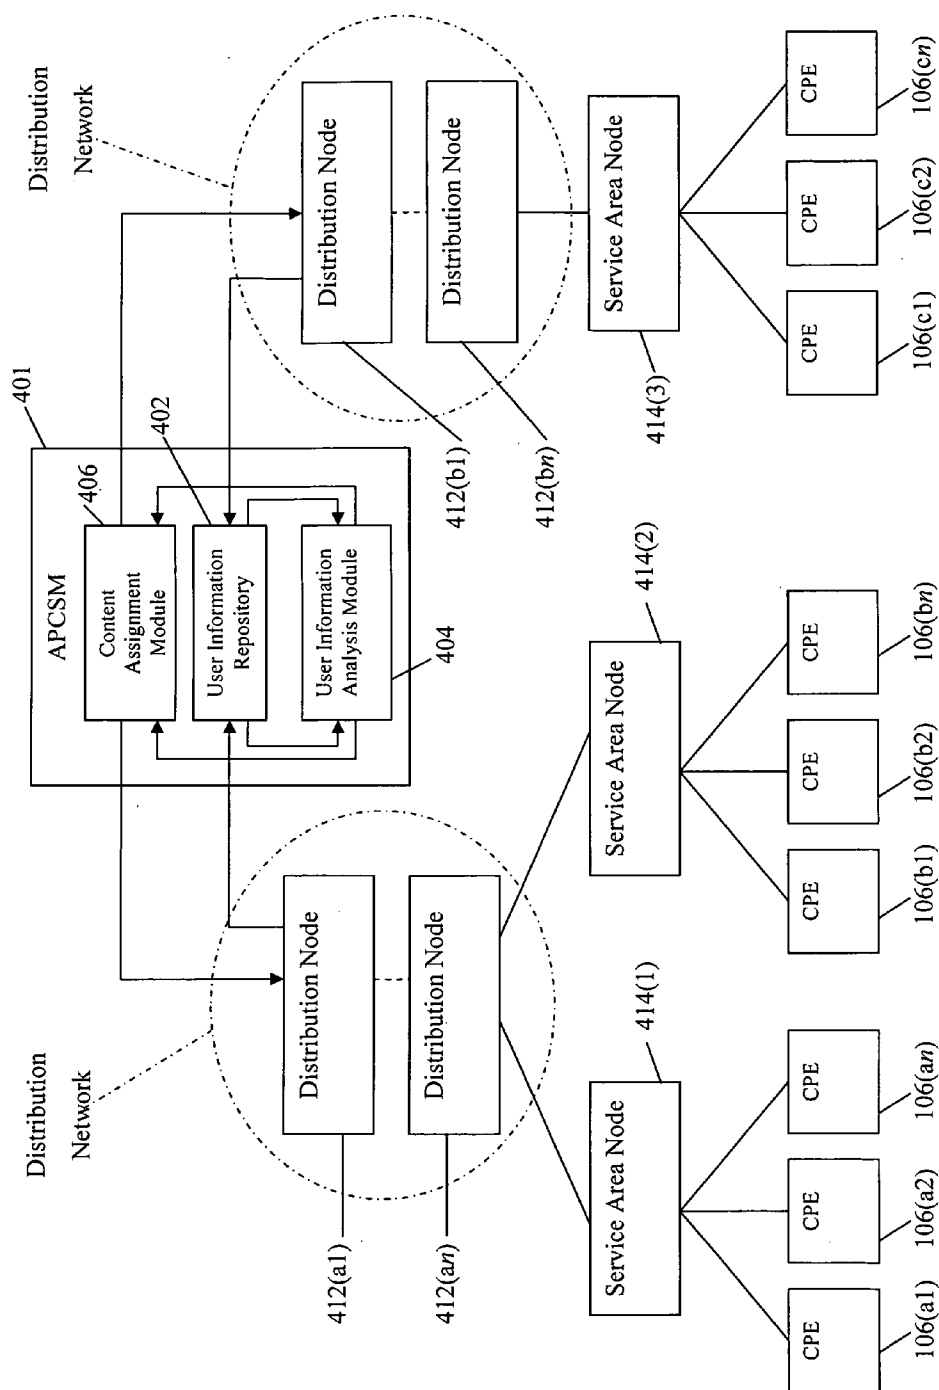 Distribution
Network
Distribution
Network
APCSM
401
406
Content
Assignment
Module
402
User Information
Repository
User Information
Analysis Module
404
Distribution Node
412(a1)
Distribution Node
412(an)
Distribution Node
412(b1)
Distribution Node
412(bn)
Service Area Node
414(1)
Service Area Node
414(2)
Service Area Node
414(3)
CPE
CPE
CPE
CPE
CPE
CPE
CPE
CPE
CPE
106(a1)
106(a2)
106(an)
106(b1)
106(b2)
106(bn)
106(c1)
106(c2)
106(cn)